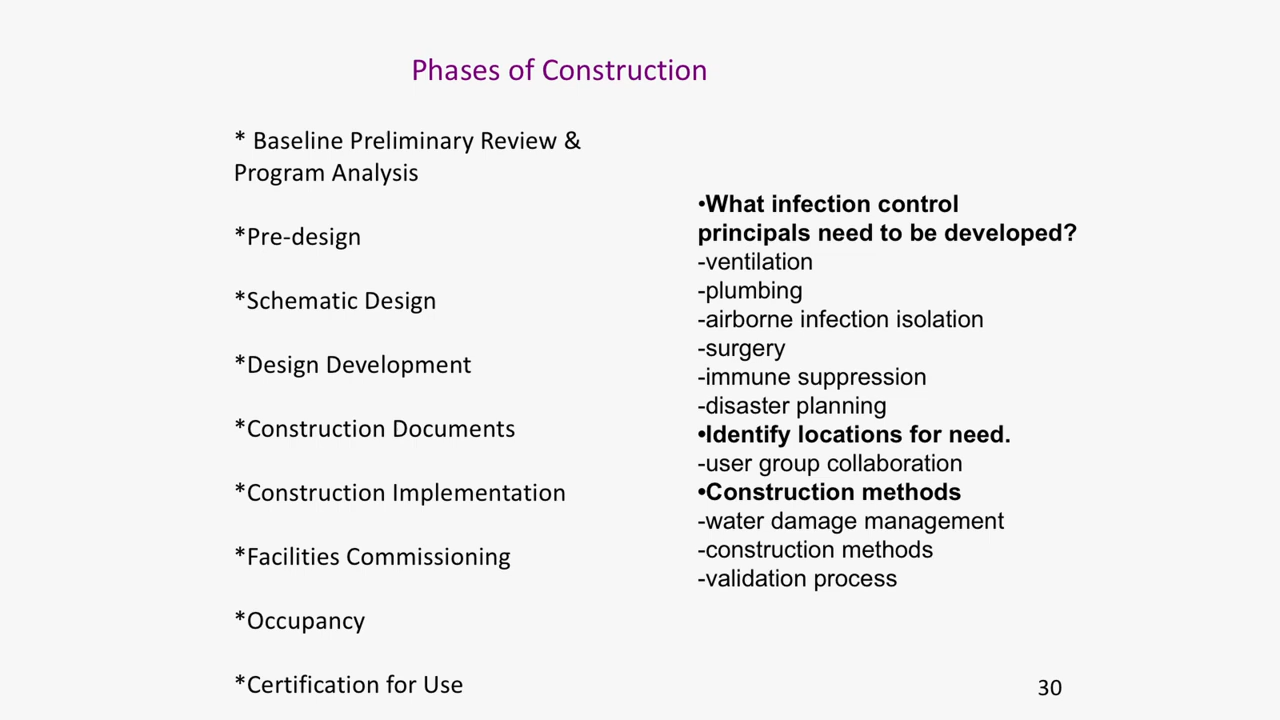 Phases of Construction
* Baseline Preliminary Review &
Program Analysis
*Pre-design
*Schematic Design
*Design Development
*Construction Documents
*Construction Implementation
*Facilities Commissioning
*Occupancy
*Certification for Use
•What infection control
principals need to be developed?
-ventilation
-plumbing
-airborne infection isolation
-surgery
-immune suppression
-disaster planning
•Identify locations for need.
-user group collaboration
•Construction methods
-water damage management
-construction methods
-validation process
30